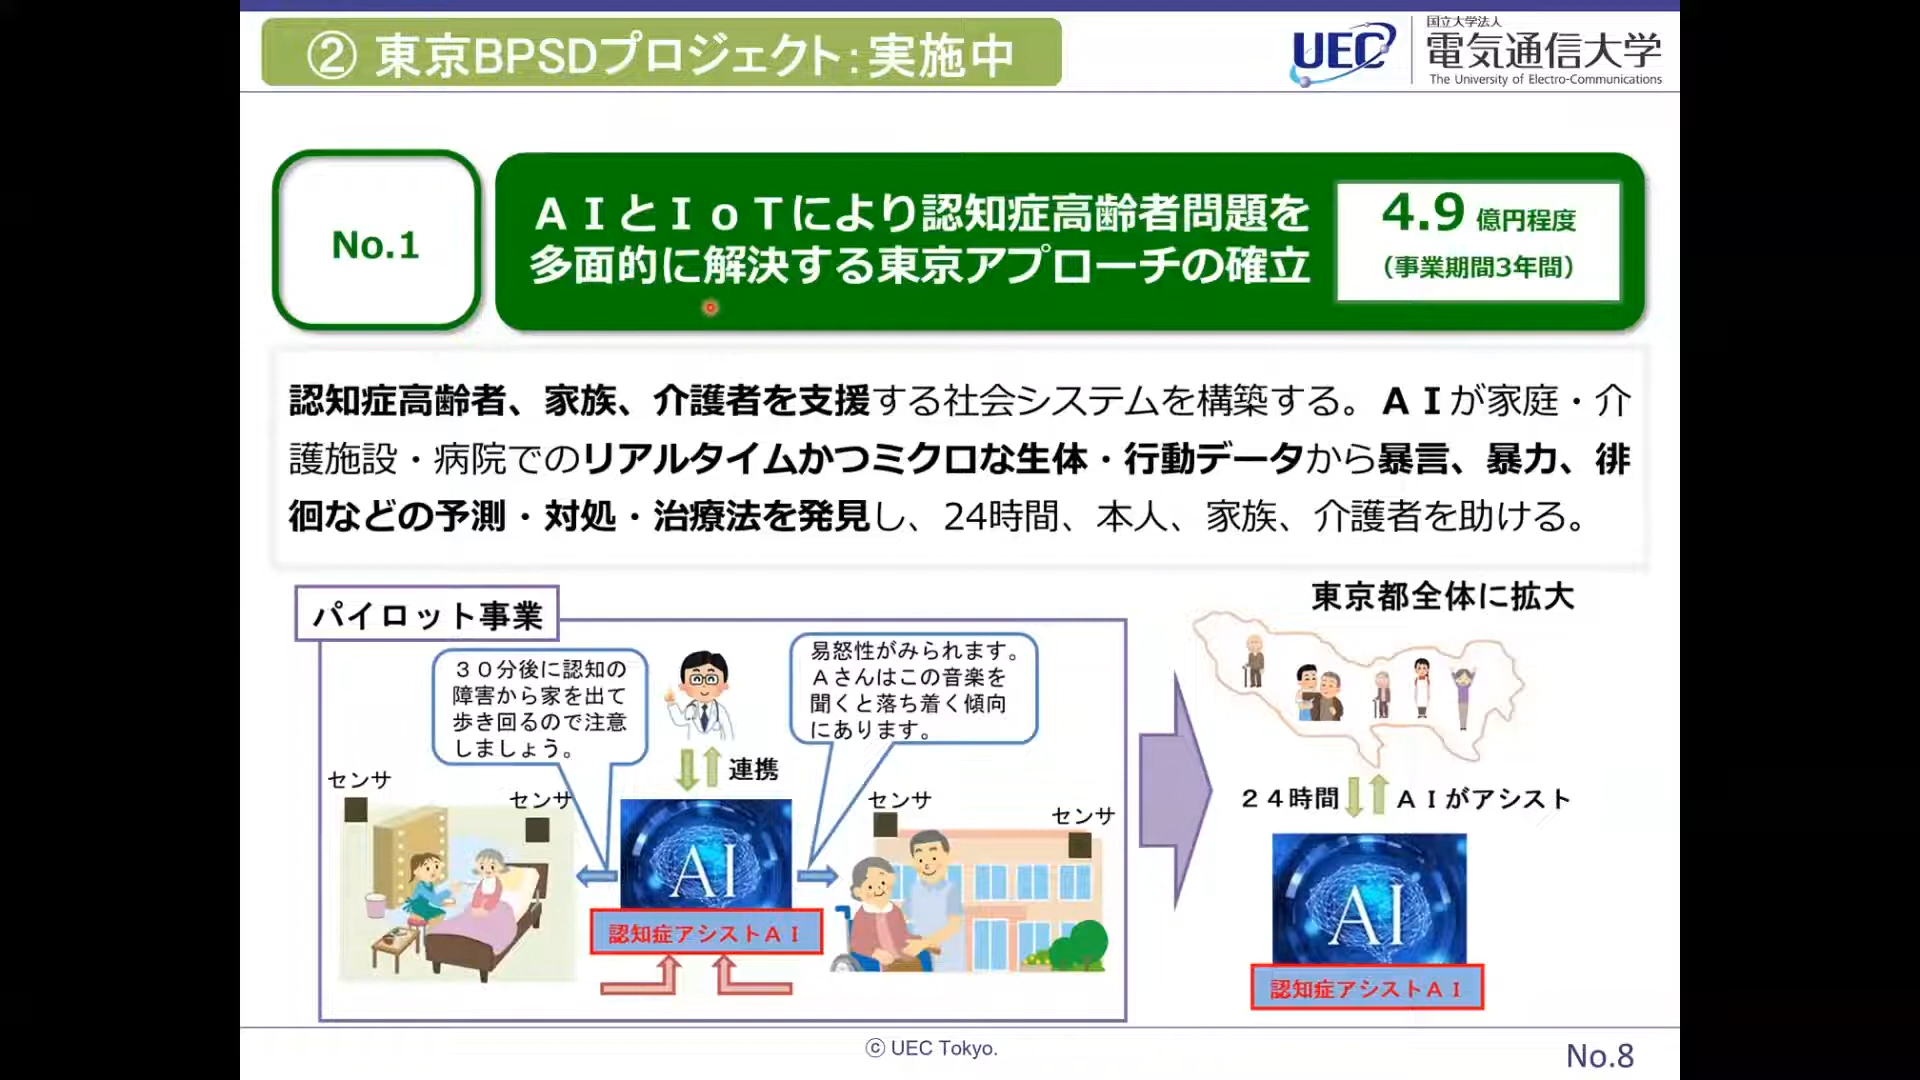 ② 東京BPSDプロジェクト：実施中
UEC
国立大学法人
電気通信大学
The University of Electro-Communications
No.1
ＡＩとＩｏＴにより認知症高齢者問題を
多面的に解決する東京アプローチの確立
4.9 億円程度
（事業期間3年間）
認知症高齢者、家族、介護者を支援する社会システムを構築する。ＡＩが家庭・介
護施設・病院でのリアルタイムかつミクロな生体・行動データから暴言、暴力、徘
徊などの予測・対処・治療法を発見し、24時間、本人、家族、介護者を助ける。
パイロット事業
３０分後に認知の
障害から家を出て
歩き回るので注意
しましょう。
易怒性がみられます。
Ａさんはこの音楽を
聞くと落ち着く傾向
にあります。
連携
センサ
センサ
センサ
センサ
AI
認知症アシストＡＩ
東京都全体に拡大
２４時間 ＡＩがアシスト
AI
認知症アシストＡＩ
ⓒ UEC Tokyo.
No.8